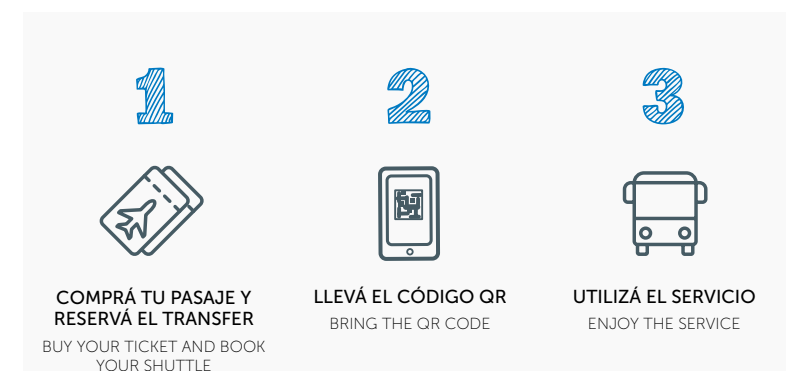 1
2
3
COMPRÁ TU PASAJE Y
RESERVÁ EL TRANSFER
BUY YOUR TICKET AND BOOK
YOUR SHUTTLE
LLEVÁ EL CÓDIGO QR
BRING THE QR CODE
UTILIZÁ EL SERVICIO
ENJOY THE SERVICE